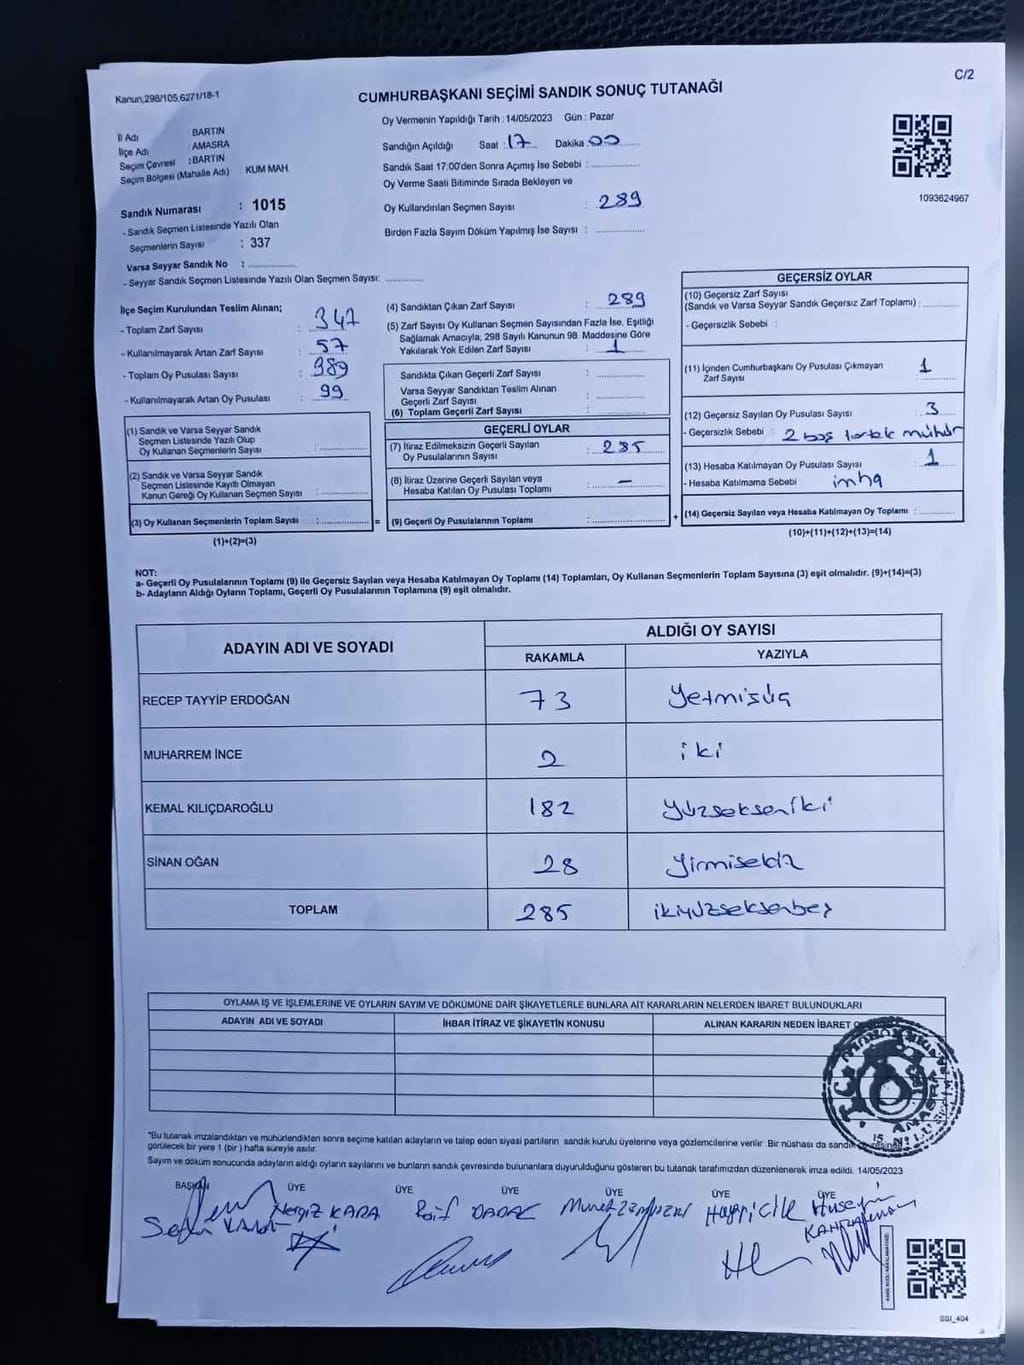 C/2
Kanun,298/105,6271/18-1
CUMHURBAŞKANI SEÇİMİ SANDIK SONUÇ TUTANAĞI
Oy Vermenin Yapıldığı Tarih : 14/05/2023 Gün : Pazar
İl Adı : BARTIN
İlçe Adı : AMASRA
Seçim Çevresi : BARTIN
Seçim Bölgesi (Mahalle Adı) KUM MAH.
Sandık Numarası : 1015
- Sandık Seçmen Listesinde Yazılı Olan
Seçmenlerin Sayısı : 337
Varsa Seyyar Sandık No :
- Seyyar Sandık Seçmen Listesinde Yazılı Olan Seçmen Sayısı:
Sandığın Açıldığı Saat : 17 Dakika : 00
Sandık Saat 17:00'den Sonra Açımış İse Sebebi :
Oy Verme Saati Bitiminde Sırada Bekleyen ve
Oy Kullandırılan Seçmen Sayısı : 289
Birden Fazla Sayım Döküm Yapılmış İse Sayısı :
1093624967
İlçe Seçim Kurulundan Teslim Alınan;
- Toplam Zarf Sayısı : 347
- Kullanılmayarak Artan Zarf Sayısı : 57
- Toplam Oy Pusulası Sayısı : 389
- Kullanılmayarak Artan Oy Pusulası : 99
(1) Sandık ve Varsa Seyyar Sandık
Seçmen Listesinde Yazılı Olup
Oy Kullanan Seçmenlerin Sayısı :
(2) Sandık ve Varsa Seyyar Sandık
Seçmen Listesinde Kayıtlı Olmayan
Kanun Gereği Oy Kullanan Seçmen Sayısı :
(3) Oy Kullanan Seçmenlerin Toplam Sayısı : =
(1)+(2)=(3)
(4) Sandıktan Çıkan Zarf Sayısı : 289
(5) Zarf Sayısı Oy Kullanan Seçmen Sayısından Fazla İse, Eşitliği
Sağlamak Amacıyla; 298 Sayılı Kanunun 98. Maddesine Göre
Yakılarak Yok Edilen Zarf Sayısı : 1
Sandıkta Çıkan Geçerli Zarf Sayısı :
Varsa Seyyar Sandıktan Teslim Alınan
Geçerli Zarf Sayısı :
(6) Toplam Geçerli Zarf Sayısı :
GEÇERLİ OYLAR
(7) İtiraz Edilmeksizin Geçerli Sayılan
Oy Pusulalarının Sayısı : 285
(8) İtiraz Üzerine Geçerli Sayılan veya
Hesaba Katılan Oy Pusulası Toplamı : –
(9) Geçerli Oy Pusulalarının Toplamı : +
GEÇERSİZ OYLAR
(10) Geçersiz Zarf Sayısı
(Sandık ve Varsa Seyyar Sandık Geçersiz Zarf Toplamı) :
- Geçersizlik Sebebi :
(11) İçinden Cumhurbaşkanı Oy Pusulası Çıkmayan
Zarf Sayısı : 1
(12) Geçersiz Sayılan Oy Pusulası Sayısı : 3
- Geçersizlik Sebebi : 2 boş 1 mühür
(13) Hesaba Katılmayan Oy Pusulası Sayısı : 1
- Hesaba Katılmama Sebebi : imha
(14) Geçersiz Sayılan veya Hesaba Katılmayan Oy Toplamı :
(10)+(11)+(12)+(13)=(14)
NOT:
a- Geçerli Oy Pusulalarının Toplamı (9) ile Geçersiz Sayılan veya Hesaba Katılmayan Oy Toplamı (14) Toplamları, Oy Kullanan Seçmenlerin Toplam Sayısına (3) eşit olmalıdır. (9)+(14)=(3)
b- Adayların Aldığı Oyların Toplamı, Geçerli Oy Pusulalarının Toplamına (9) eşit olmalıdır.
ADAYIN ADI VE SOYADI
ALDIĞI OY SAYISI
RAKAMLA YAZIYLA
RECEP TAYYİP ERDOĞAN 73 Yetmişüç
MUHARREM İNCE 2 iki
KEMAL KILIÇDAROĞLU 182 Yüzsekseniki
SİNAN OĞAN 28 Yirmisekiz
TOPLAM 285 ikiyüzseksenbeş
OYLAMA İŞ VE İŞLEMLERİNE VE OYLARIN SAYIM VE DÖKÜMÜNE DAİR ŞİKAYETLERLE BUNLARA AİT KARARLARIN NELERDEN İBARET BULUNDUKLARI
ADAYIN ADI VE SOYADI İHBAR İTİRAZ VE ŞİKAYETİN KONUSU ALINAN KARARIN NEDEN İBARET
T.C. AMASRA
*Bu tutanak imzalandıktan ve mühürlendikten sonra seçime katılan adayların ve talep eden siyasi partilerin sandık kurulu üyelerine veya gözlemcilerine verilir. Bir nüshası da sandık
görülecek bir yere 1 (bir) hafta süreyle asılır.
Sayım ve döküm sonucunda adayların aldığı oyların sayılarını ve bunların sandık çevresinde bulunanlara duyurulduğunu gösteren bu tutanak tarafımızdan düzenlenerek imza edildi. 14/05/2023
BAŞKAN ÜYE ÜYE ÜYE ÜYE ÜYE ÜYE
Nergiz KARA Raif DADAK Hayri Hüseyin
SSI_404